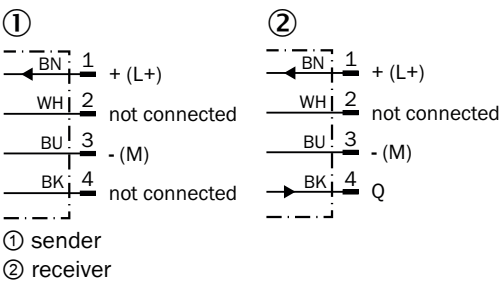 ① ②
BN 1 + (L+) BN 1 + (L+)
WH 2 not connected WH 2 not connected
BU 3 - (M) BU 3 - (M)
BK 4 not connected BK 4 Q
① sender
② receiver